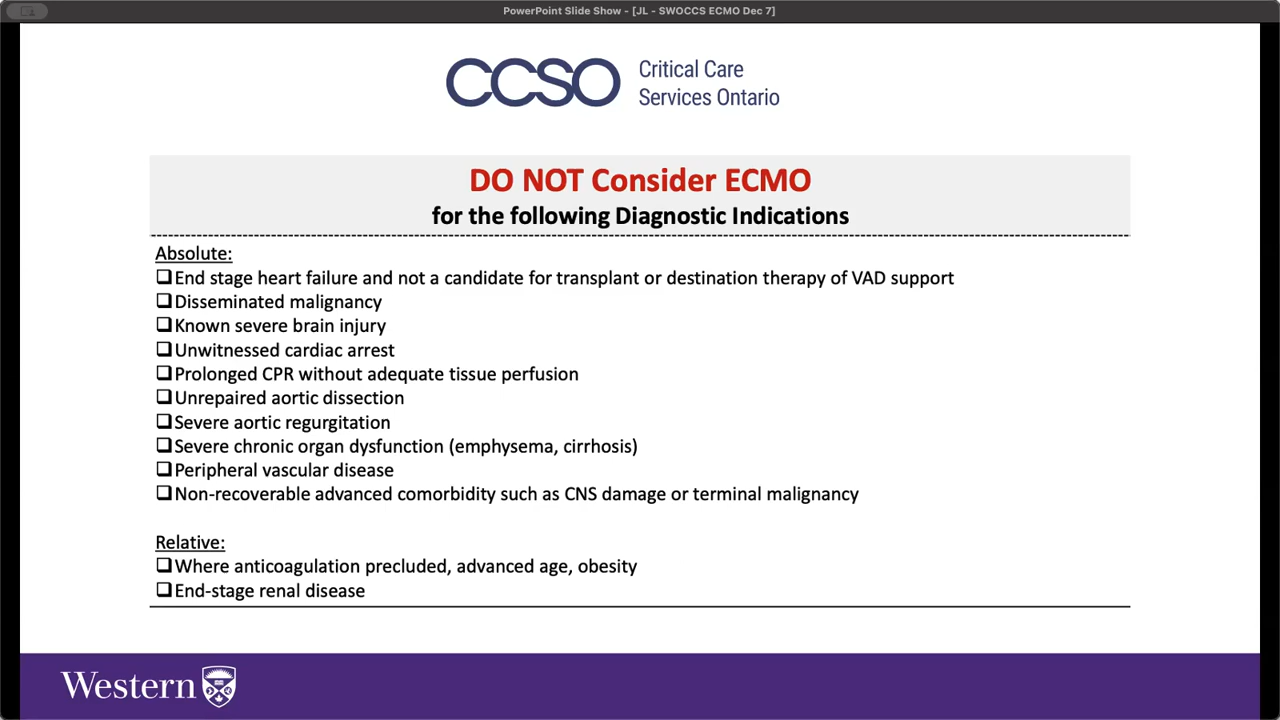 PowerPoint Slide Show - [JL - SWOCCS ECMO Dec 7]
CCSO
Critical Care
Services Ontario
DO NOT Consider ECMO
for the following Diagnostic Indications
Absolute:
❑End stage heart failure and not a candidate for transplant or destination therapy of VAD support
❑Disseminated malignancy
❑Known severe brain injury
❑Unwitnessed cardiac arrest
❑Prolonged CPR without adequate tissue perfusion
❑Unrepaired aortic dissection
❑Severe aortic regurgitation
❑Severe chronic organ dysfunction (emphysema, cirrhosis)
❑Peripheral vascular disease
❑Non-recoverable advanced comorbidity such as CNS damage or terminal malignancy
Relative:
❑Where anticoagulation precluded, advanced age, obesity
❑End-stage renal disease
Western